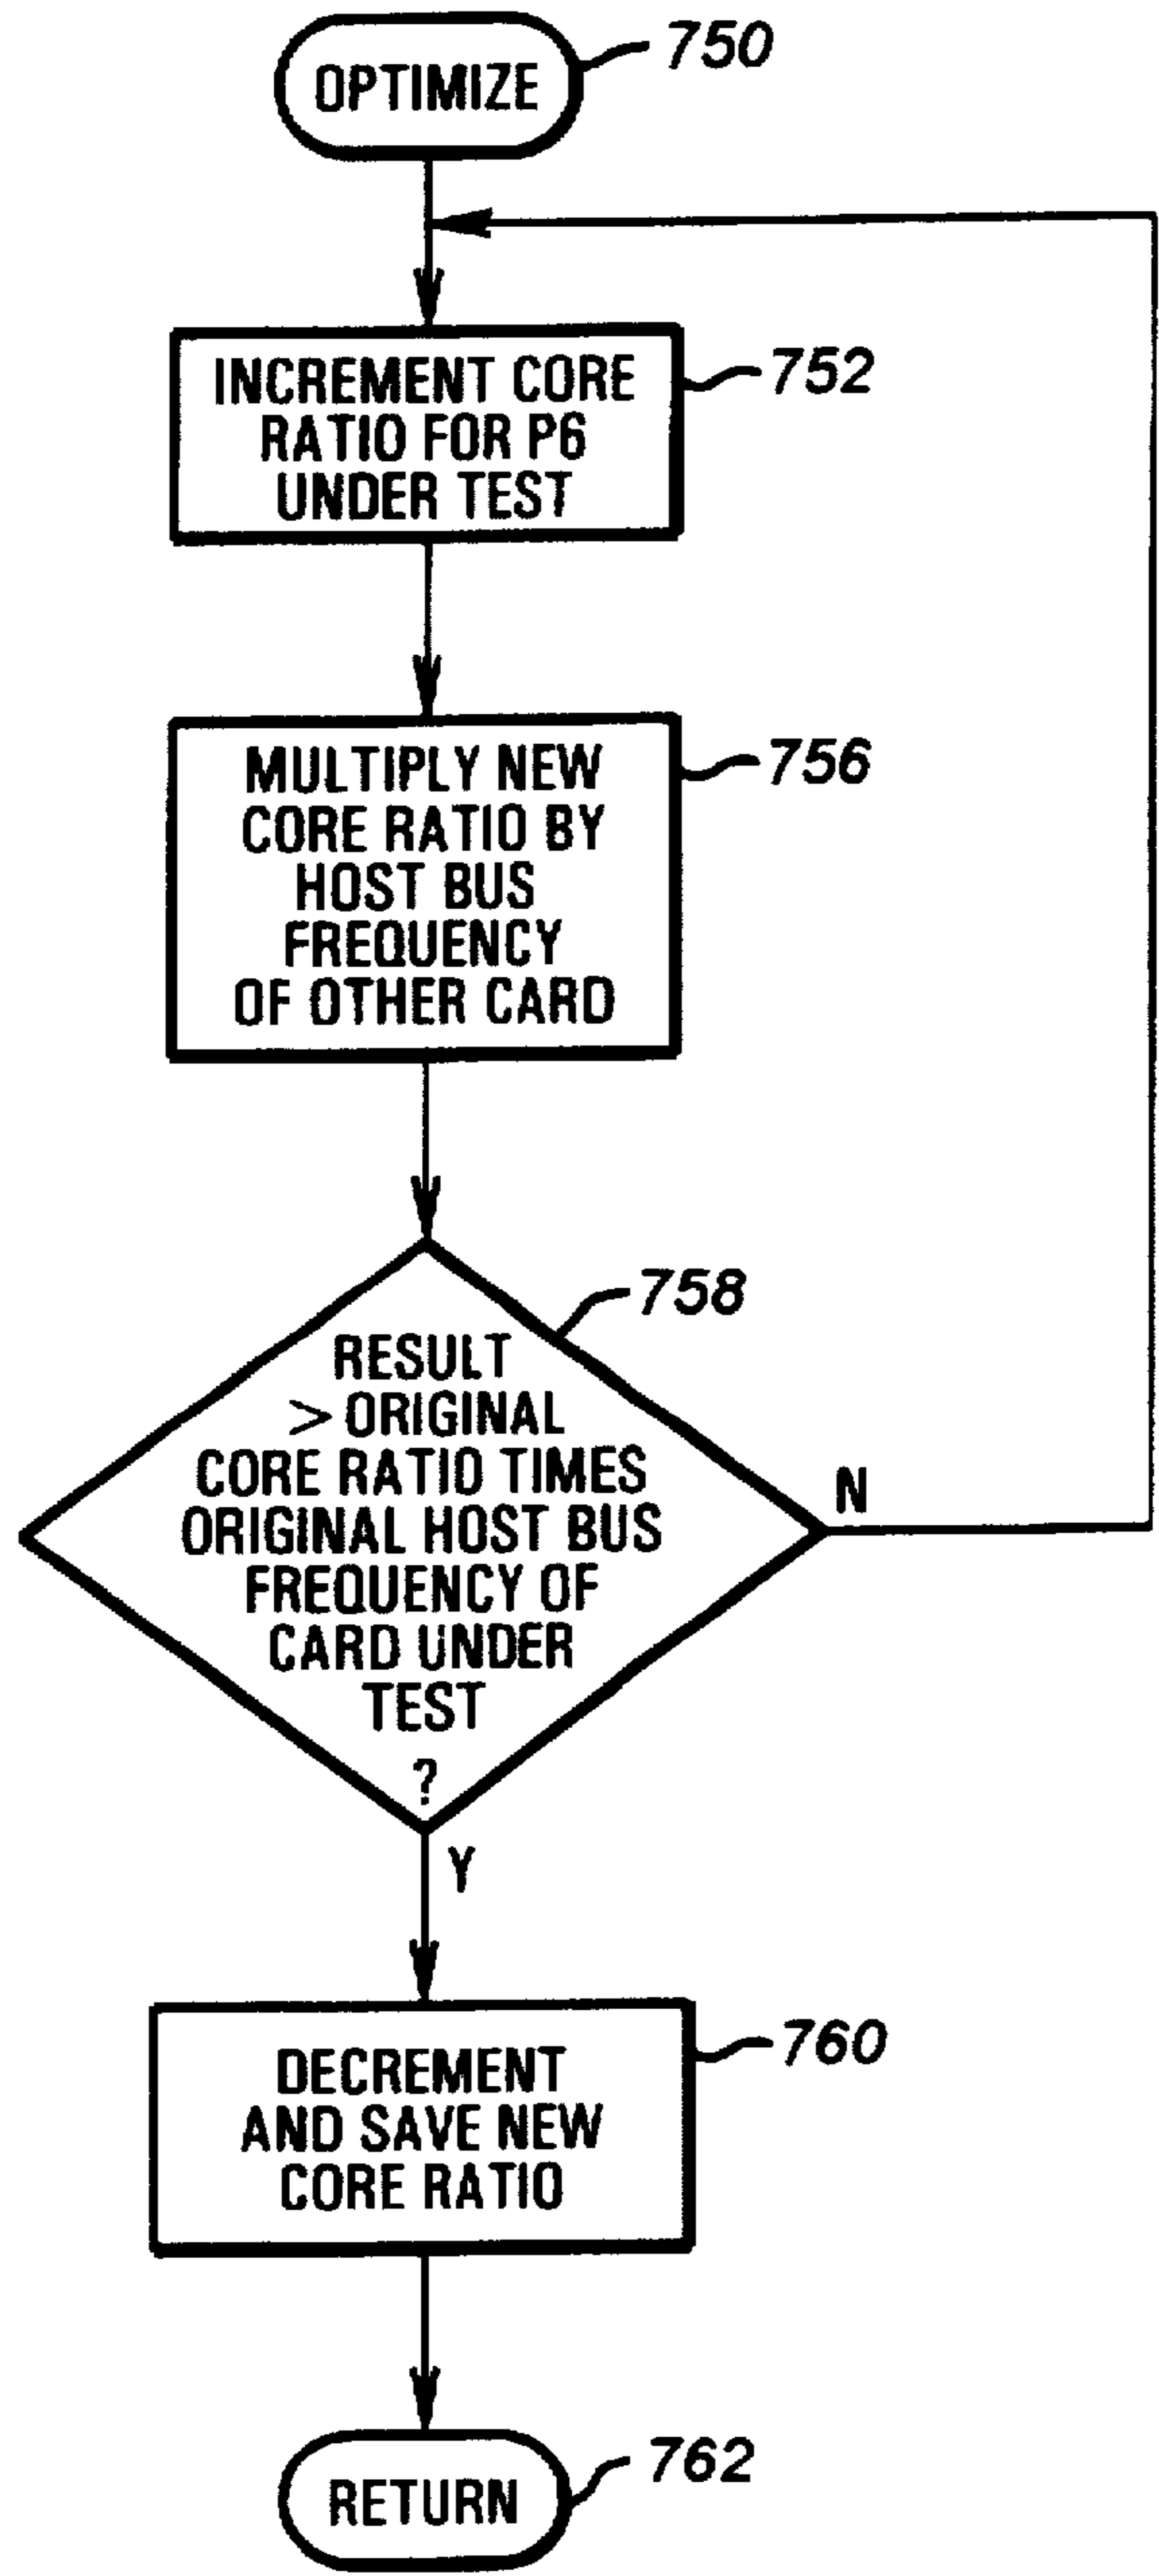 OPTIMIZE
750
INCREMENT CORE
RATIO FOR P6
UNDER TEST
752
MULTIPLY NEW
CORE RATIO BY
HOST BUS
FREQUENCY
OF OTHER CARD
756
RESULT
> ORIGINAL
CORE RATIO TIMES
ORIGINAL HOST BUS
FREQUENCY OF
CARD UNDER
TEST
?
758
N
Y
DECREMENT
AND SAVE NEW
CORE RATIO
760
RETURN
762